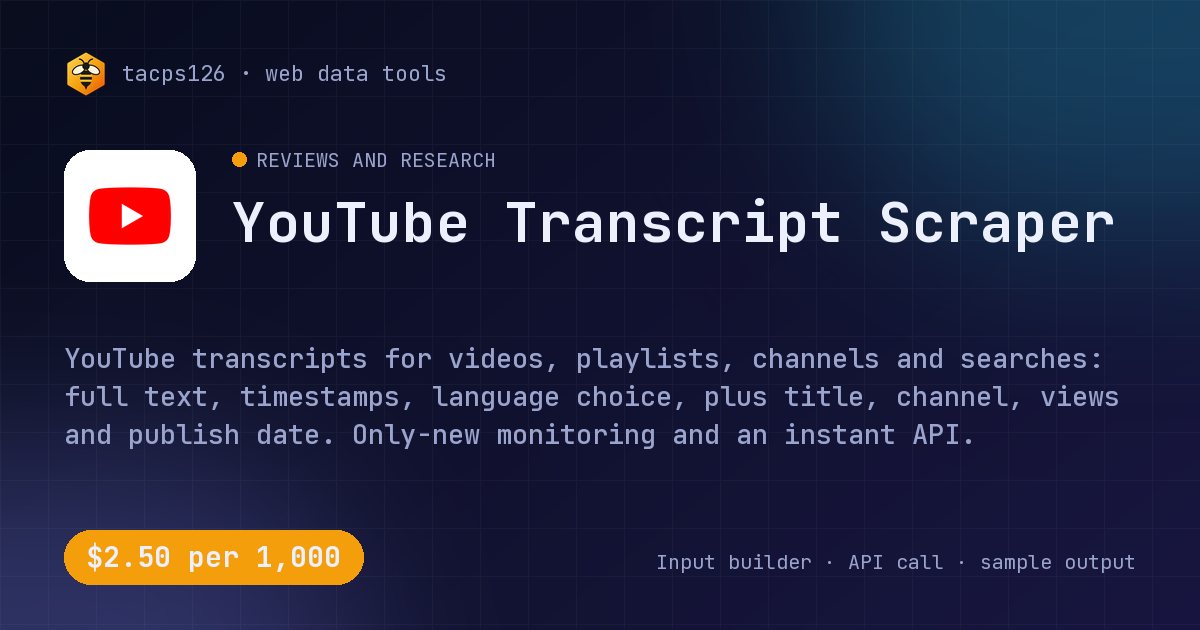 tacps126 · web data tools
REVIEWS AND RESEARCH
YouTube Transcript Scraper
YouTube transcripts for videos, playlists, channels and searches:
full text, timestamps, language choice, plus title, channel, views
and publish date. Only-new monitoring and an instant API.
$2.50 per 1,000
Input builder · API call · sample output